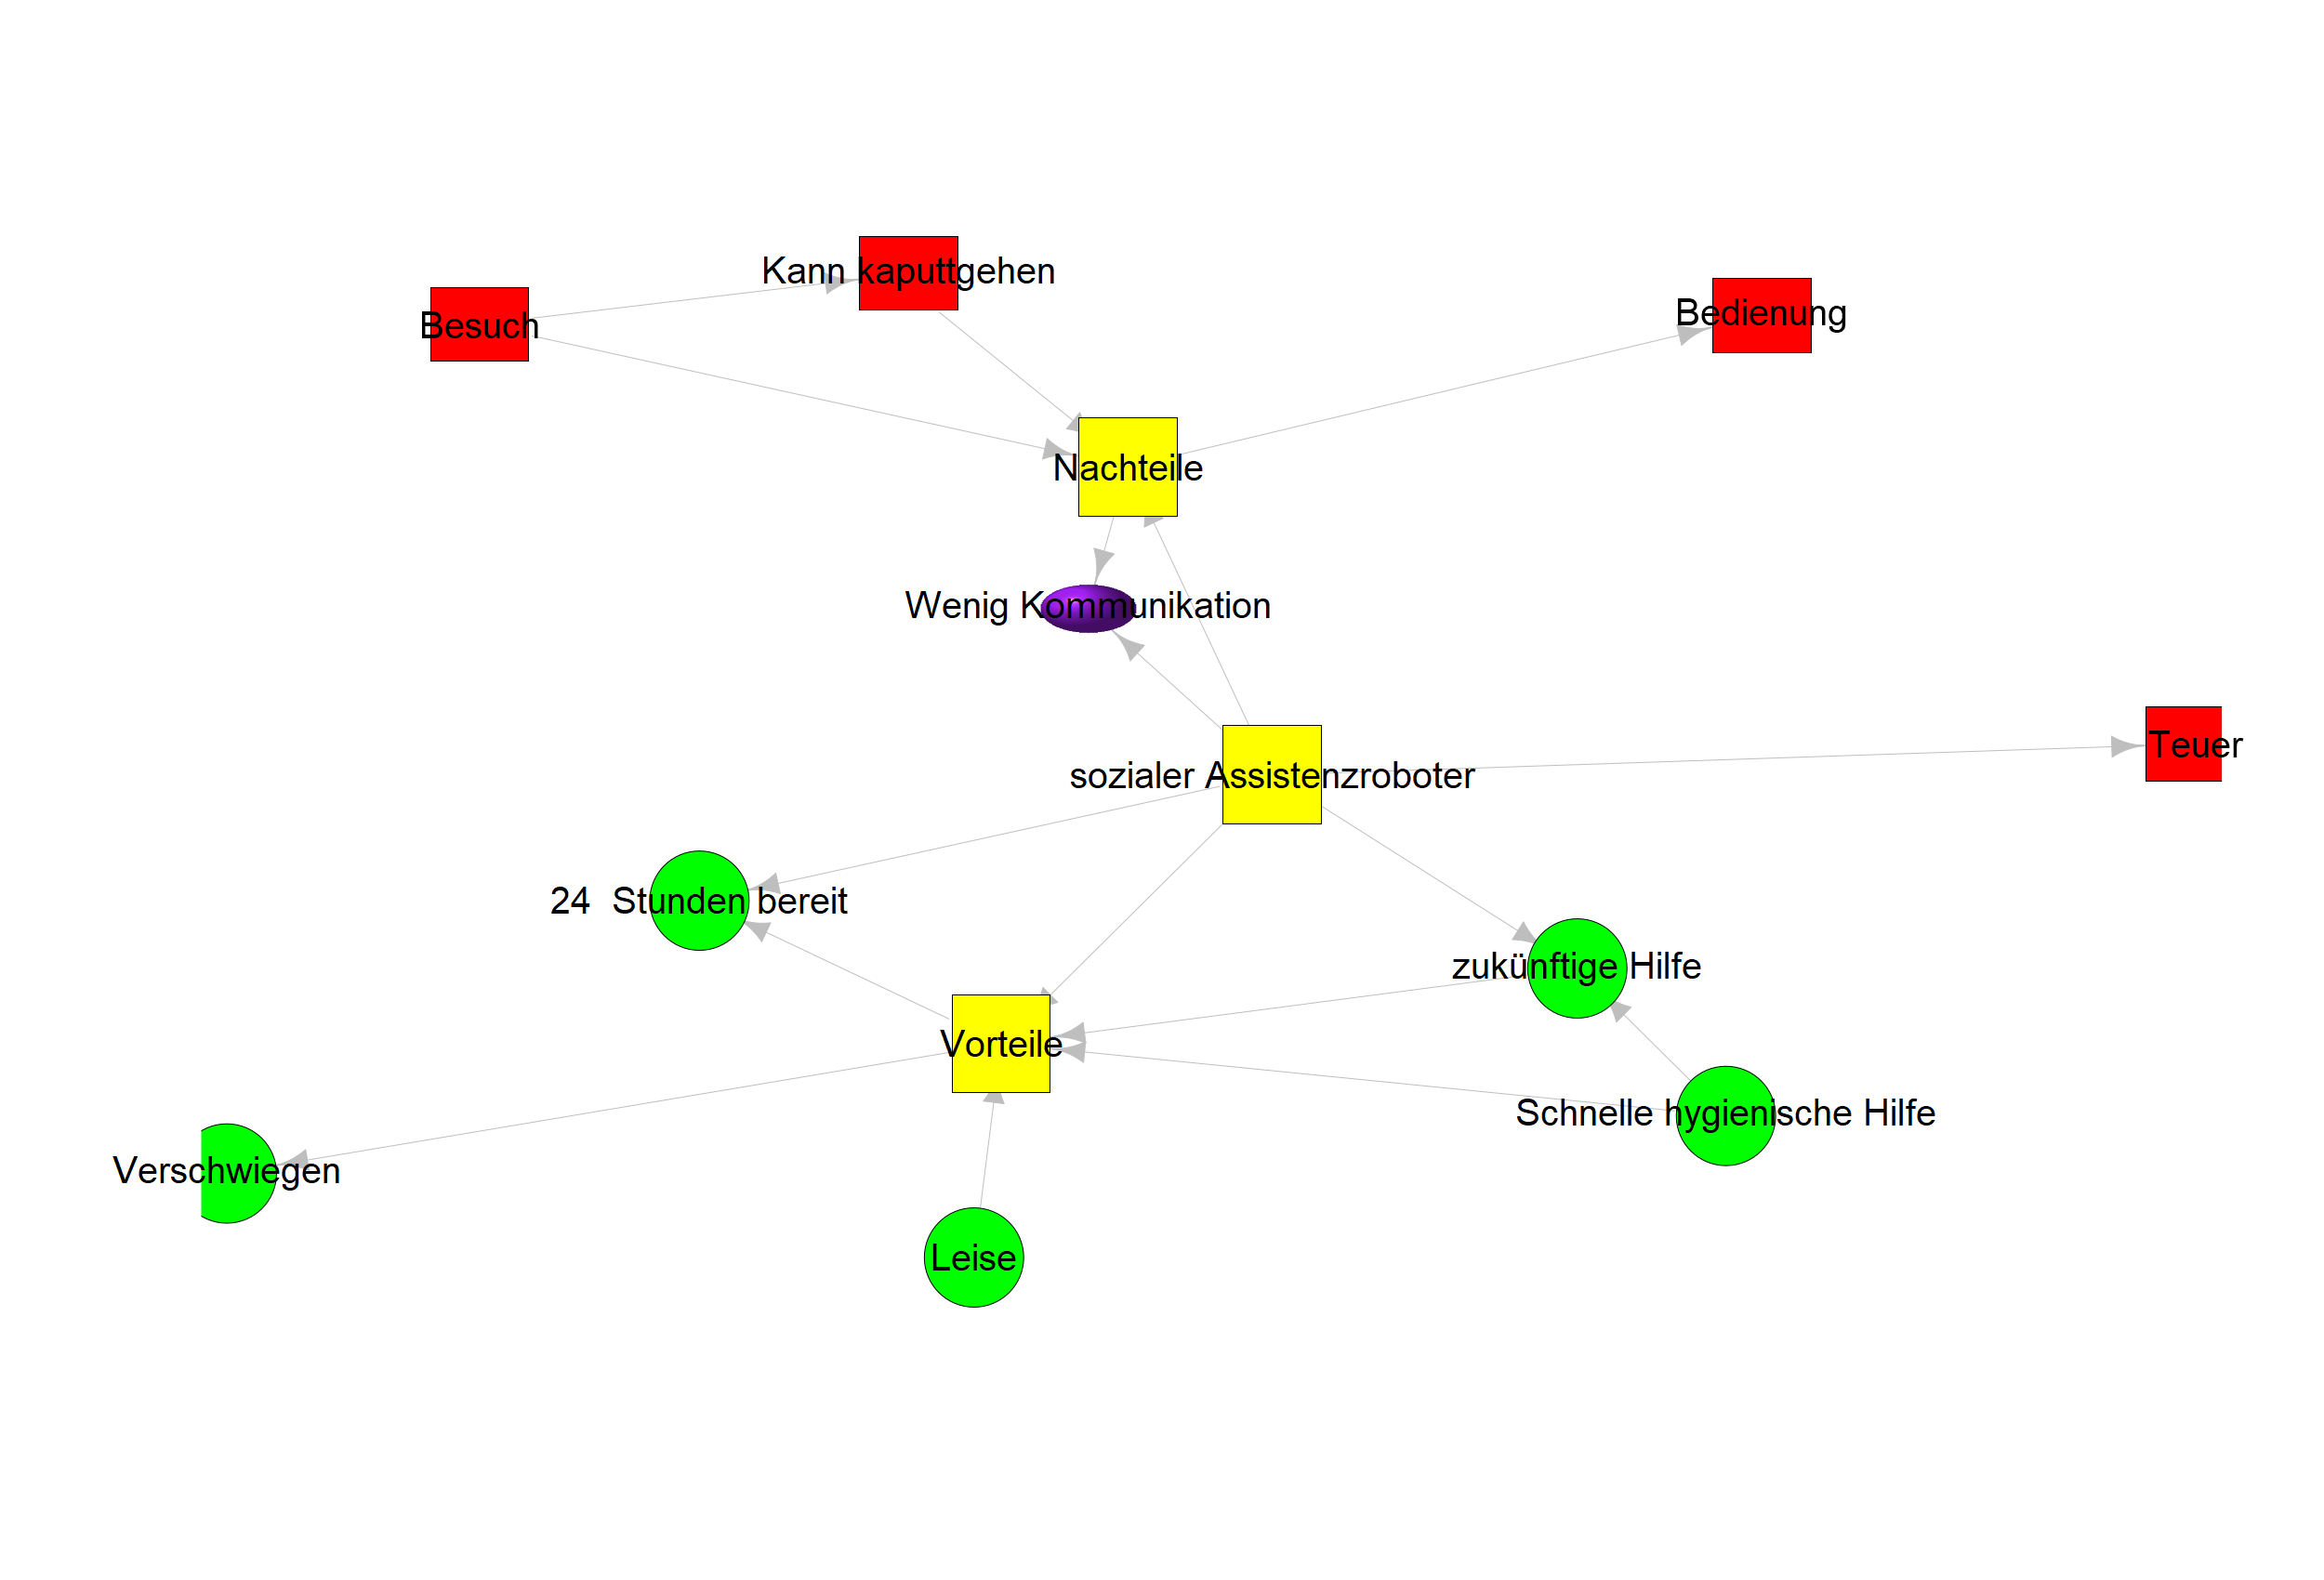 Kann kaputtgehen
Besuch
Bedienung
Nachteile
Wenig Kommunikation
Teuer
sozialer Assistenzroboter
24  Stunden bereit
zukünftige Hilfe
Vorteile
Schnelle hygienische Hilfe
Verschwiegen
Leise